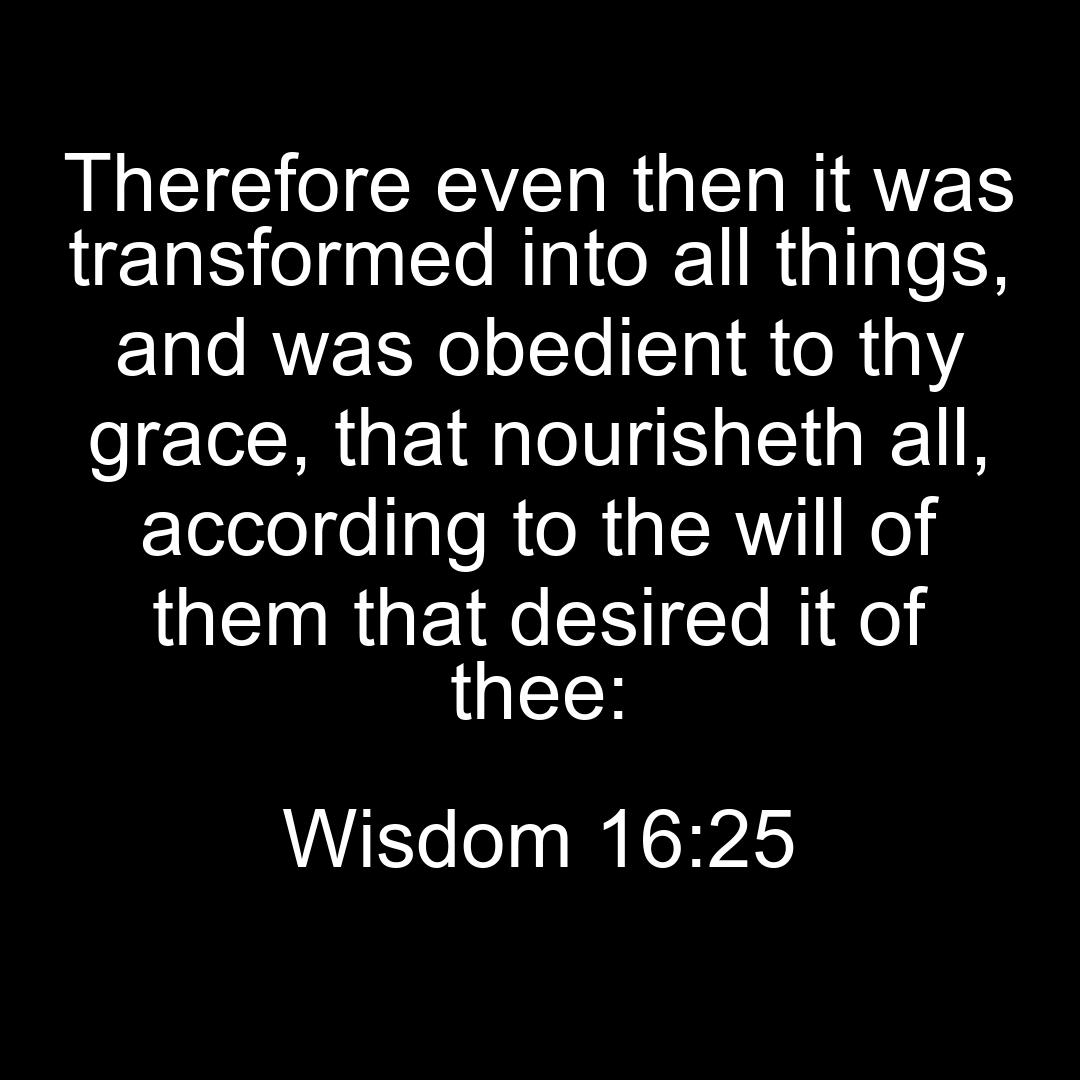 Therefore even then it was
transformed into all things,
and was obedient to thy
grace, that nourisheth all,
according to the will of
them that desired it of
thee:
Wisdom 16:25